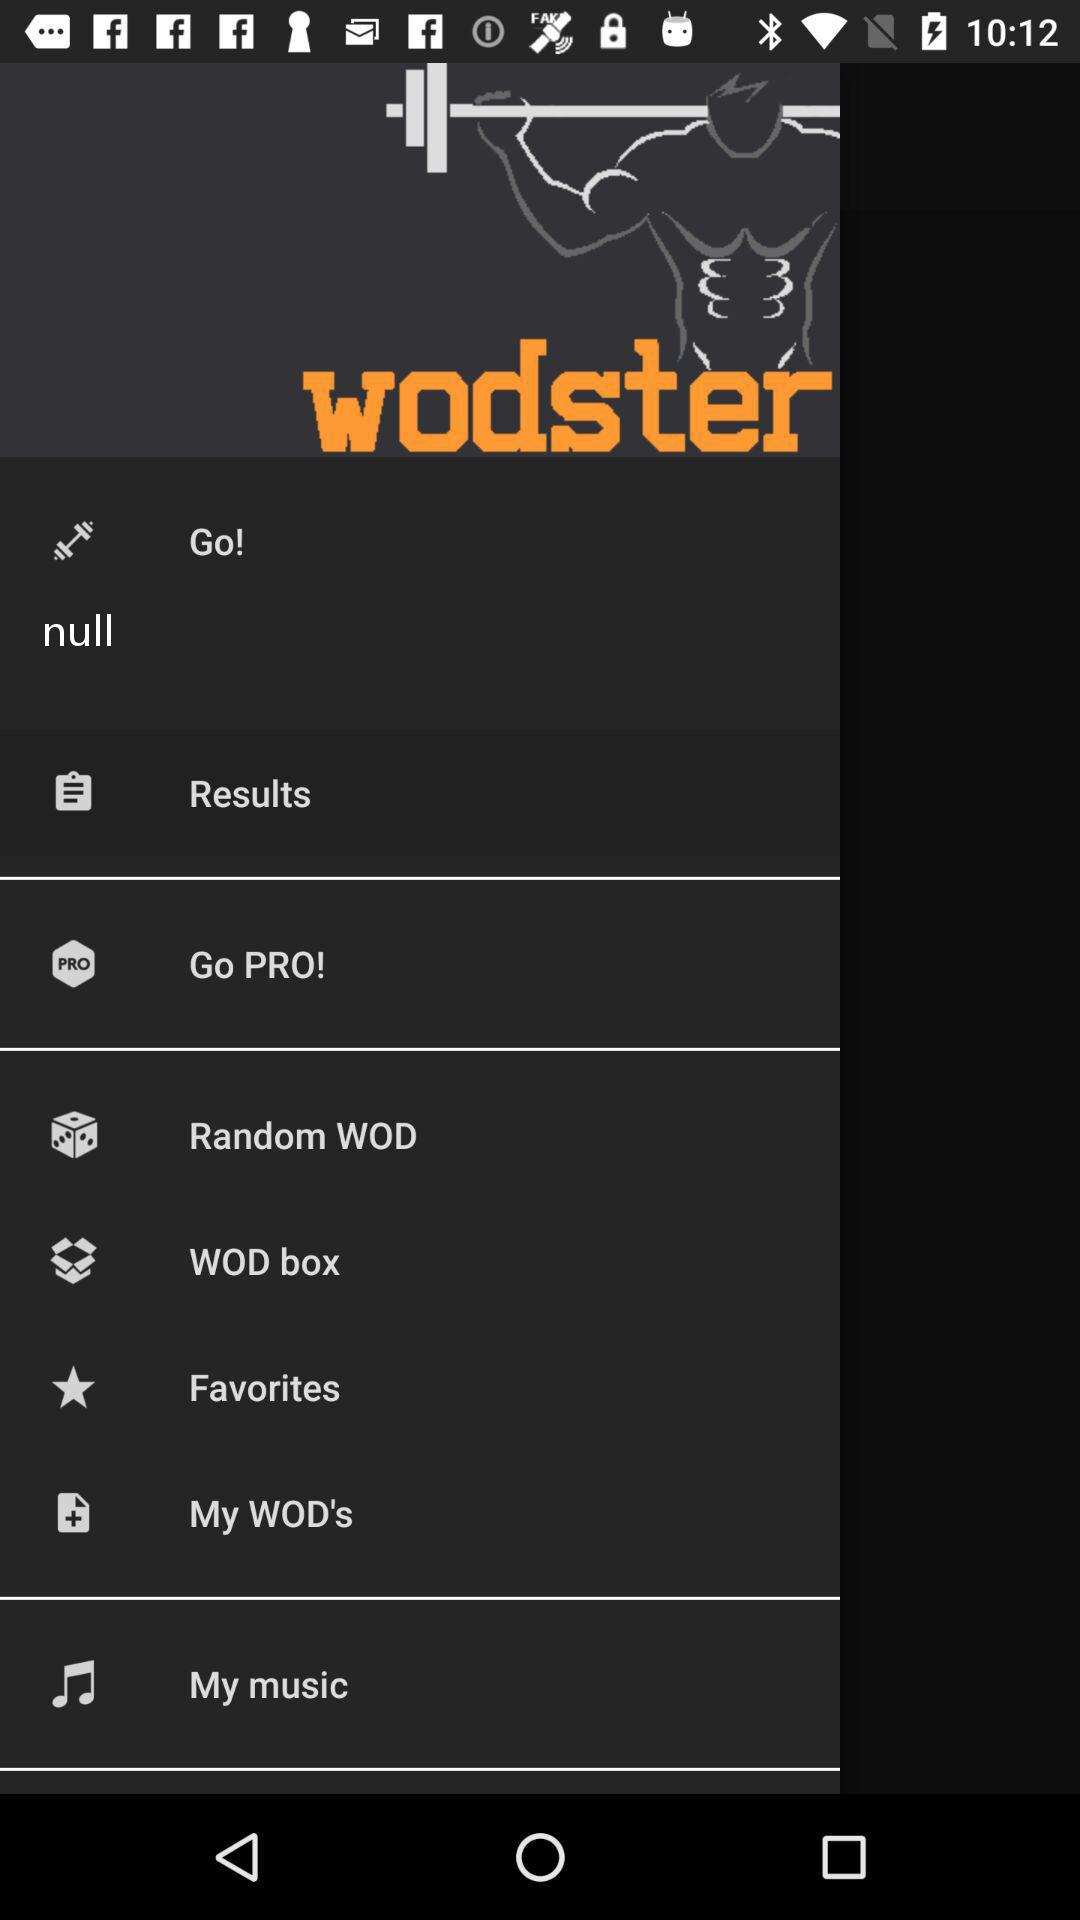 FAKE
10:12
wodster
Go!
null
Results
PRO
Go PRO!
Random WOD
WOD box
Favorites
My WOD's
My music